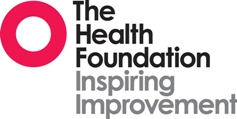 The
Health
Foundation
Inspiring
Improvement